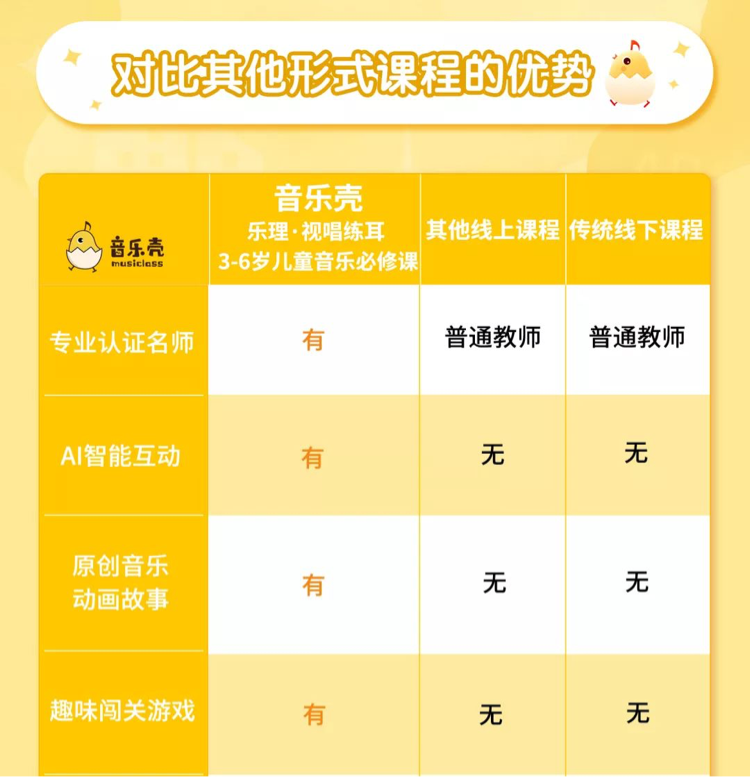 对比其他形式课程的优势
音乐壳
musiclass
音乐壳
乐理·视唱练耳
3-6岁儿童音乐必修课
其他线上课程
传统线下课程
专业认证名师
有
普通教师
普通教师
AI智能互动
有
无
无
原创音乐
动画故事
有
无
无
趣味闯关游戏
有
无
无